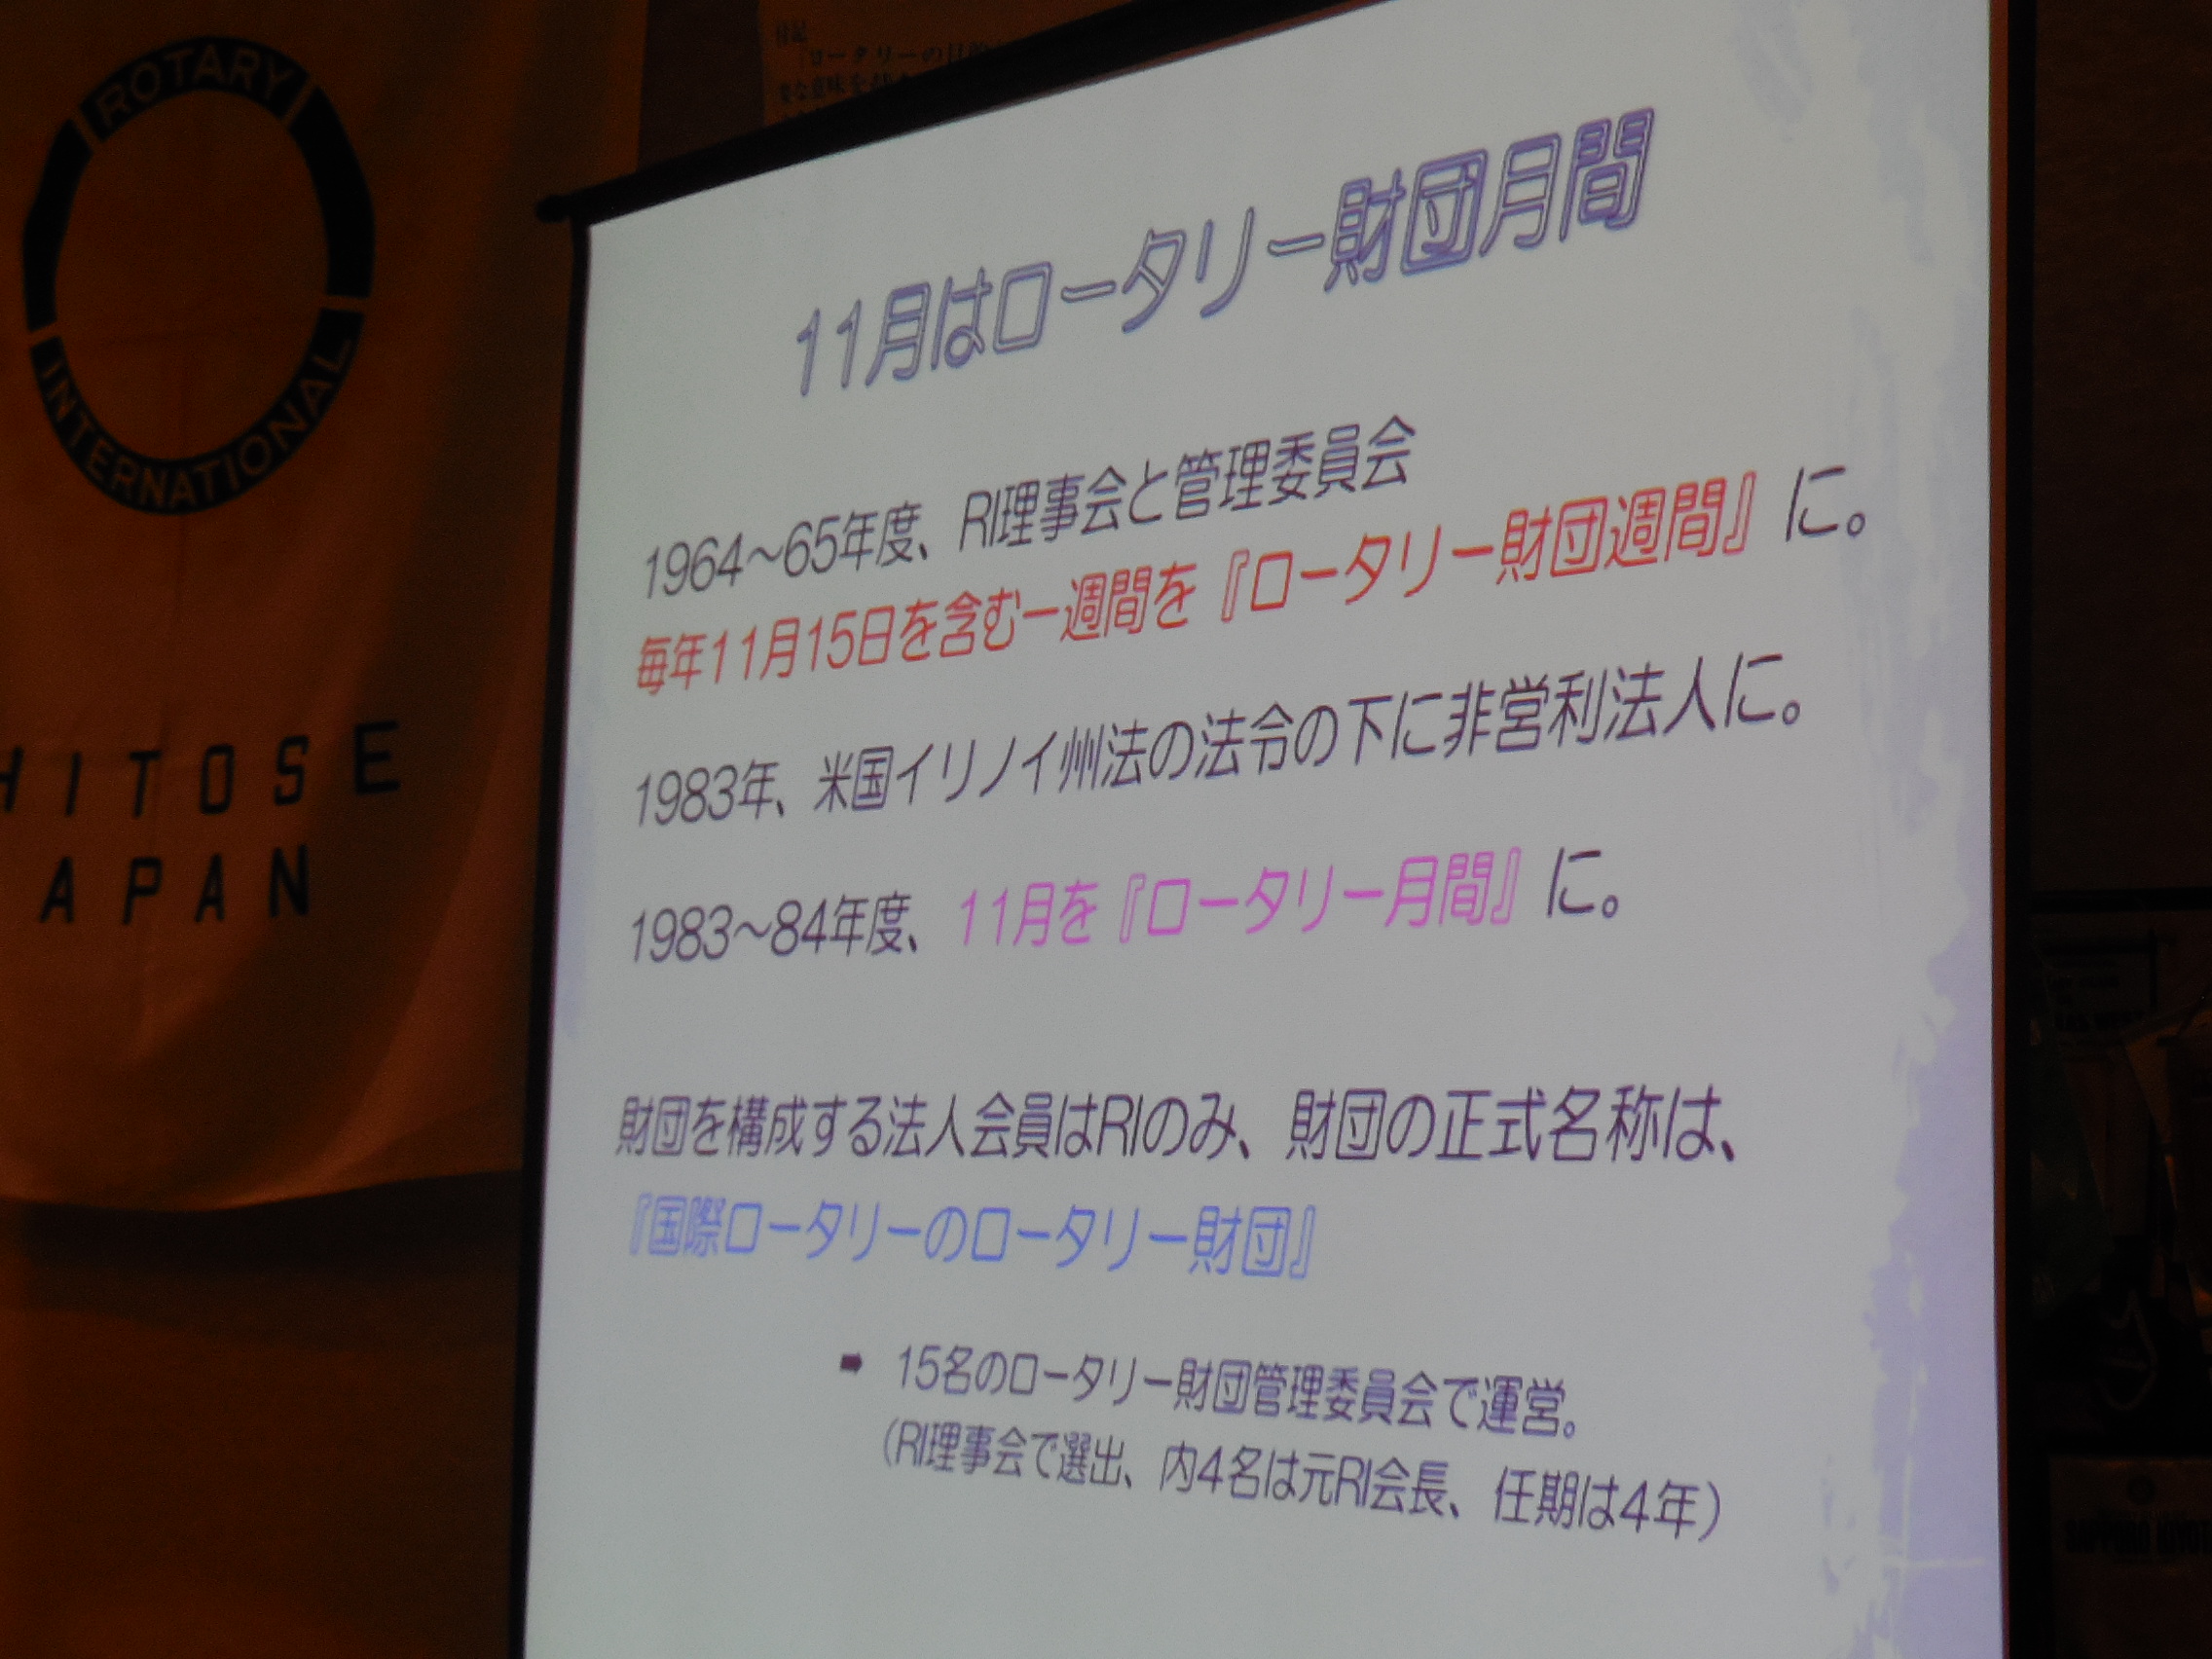 ROTARY
INTERNATIONAL
HITOSE
APAN
付記
11月はロータリー財団月間
1964～65年度、RI理事会と管理委員会
毎年11月15日を含む一週間を『ロータリー財団週間』に。
1983年、米国イリノイ州法の法令の下に非営利法人に。
1983～84年度、11月を『ロータリー月間』に。
財団を構成する法人会員はRIのみ、財団の正式名称は、
『国際ロータリーのロータリー財団』
➡ 15名のロータリー財団管理委員会で運営。
（RI理事会で選出、内4名は元RI会長、任期は4年）